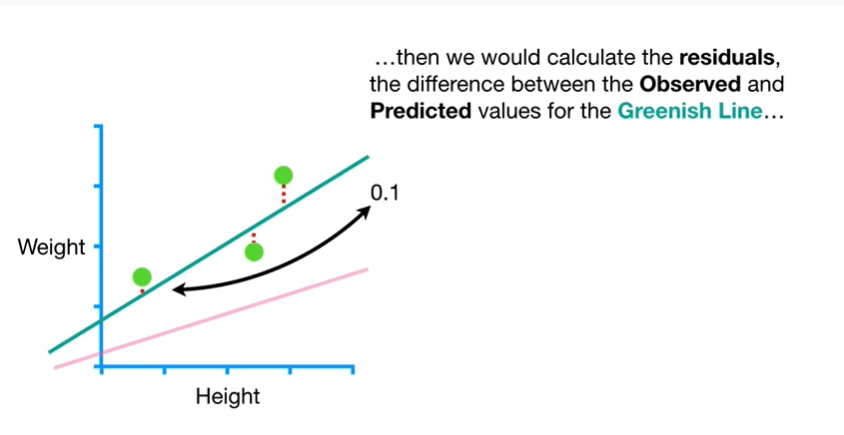 ...then we would calculate the residuals,
the difference between the Observed and
Predicted values for the Greenish Line...
0.1
Weight
Height